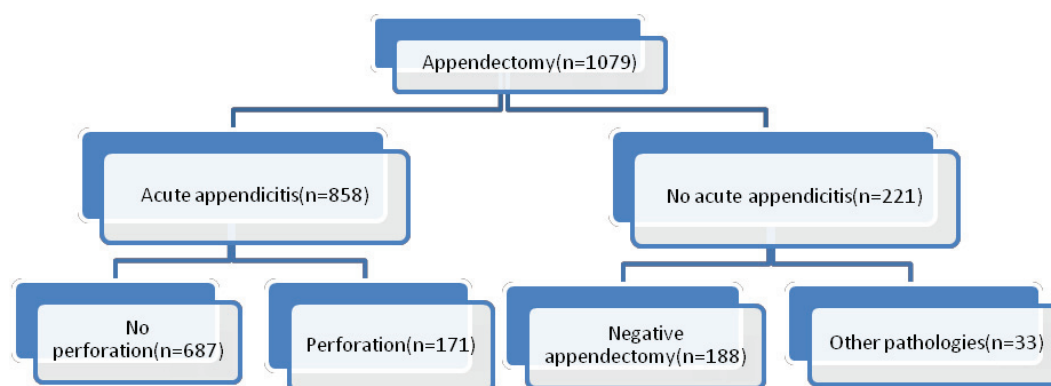 Appendectomy(n=1079)
Acute appendicitis(n=858)
No acute appendicitis(n=221)
No
perforation(n=687)
Perforation(n=171)
Negative
appendectomy(n=188)
Other pathologies(n=33)